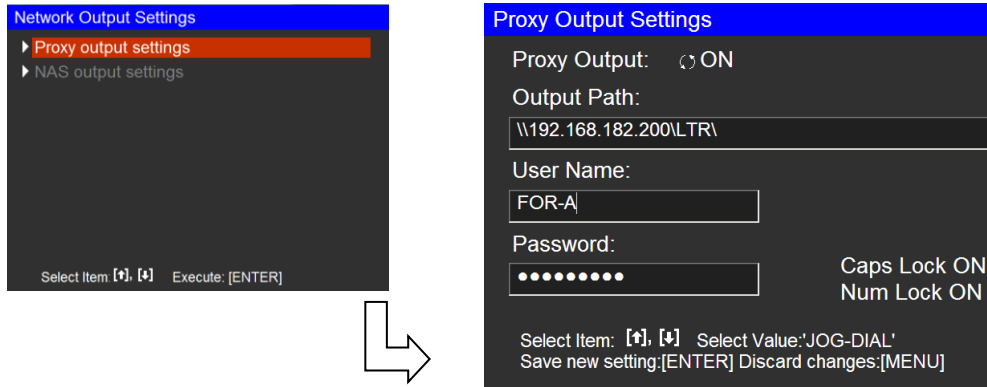 Network Output Settings
Proxy output settings
NAS output settings
Select Item: [↑], [↓] Execute: [ENTER]
Proxy Output Settings
Proxy Output: ON
Output Path:
\\192.168.182.200\LTR\
User Name:
FOR-A
Password:
●●●●●●●●●
Caps Lock ON
Num Lock ON
Select Item: [↑], [↓] Select Value:'JOG-DIAL'
Save new setting:[ENTER] Discard changes:[MENU]